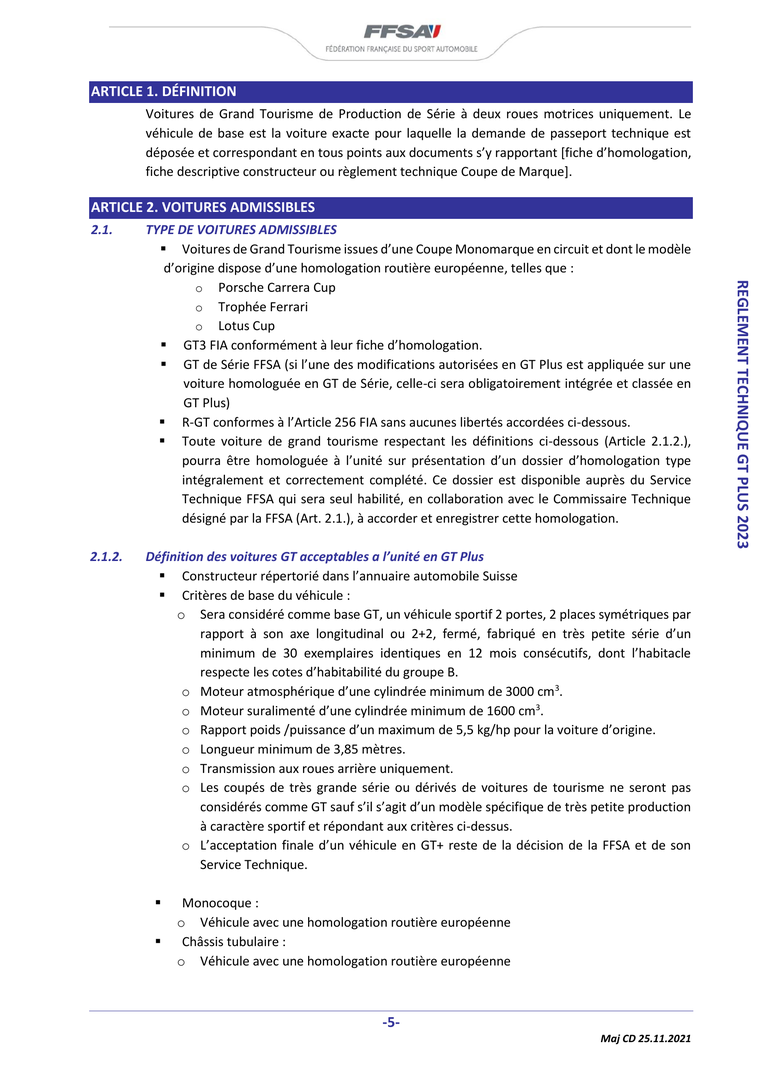 FFSA
FÉDÉRATION FRANÇAISE DU SPORT AUTOMOBILE
ARTICLE 1. DÉFINITION
Voitures de Grand Tourisme de Production de Série à deux roues motrices uniquement. Le
véhicule de base est la voiture exacte pour laquelle la demande de passeport technique est
déposée et correspondant en tous points aux documents s’y rapportant [fiche d’homologation,
fiche descriptive constructeur ou règlement technique Coupe de Marque].
ARTICLE 2. VOITURES ADMISSIBLES
2.1. TYPE DE VOITURES ADMISSIBLES
▪ Voitures de Grand Tourisme issues d’une Coupe Monomarque en circuit et dont le modèle
d’origine dispose d’une homologation routière européenne, telles que :
o Porsche Carrera Cup
o Trophée Ferrari
o Lotus Cup
▪ GT3 FIA conformément à leur fiche d’homologation.
▪ GT de Série FFSA (si l’une des modifications autorisées en GT Plus est appliquée sur une
voiture homologuée en GT de Série, celle-ci sera obligatoirement intégrée et classée en
GT Plus)
▪ R-GT conformes à l’Article 256 FIA sans aucunes libertés accordées ci-dessous.
▪ Toute voiture de grand tourisme respectant les définitions ci-dessous (Article 2.1.2.),
pourra être homologuée à l’unité sur présentation d’un dossier d’homologation type
intégralement et correctement complété. Ce dossier est disponible auprès du Service
Technique FFSA qui sera seul habilité, en collaboration avec le Commissaire Technique
désigné par la FFSA (Art. 2.1.), à accorder et enregistrer cette homologation.
2.1.2. Définition des voitures GT acceptables a l’unité en GT Plus
▪ Constructeur répertorié dans l’annuaire automobile Suisse
▪ Critères de base du véhicule :
o Sera considéré comme base GT, un véhicule sportif 2 portes, 2 places symétriques par
rapport à son axe longitudinal ou 2+2, fermé, fabriqué en très petite série d’un
minimum de 30 exemplaires identiques en 12 mois consécutifs, dont l’habitacle
respecte les cotes d’habitabilité du groupe B.
o Moteur atmosphérique d’une cylindrée minimum de 3000 cm³.
o Moteur suralimenté d’une cylindrée minimum de 1600 cm³.
o Rapport poids /puissance d’un maximum de 5,5 kg/hp pour la voiture d’origine.
o Longueur minimum de 3,85 mètres.
o Transmission aux roues arrière uniquement.
o Les coupés de très grande série ou dérivés de voitures de tourisme ne seront pas
considérés comme GT sauf s’il s’agit d’un modèle spécifique de très petite production
à caractère sportif et répondant aux critères ci-dessus.
o L’acceptation finale d’un véhicule en GT+ reste de la décision de la FFSA et de son
Service Technique.
▪ Monocoque :
o Véhicule avec une homologation routière européenne
▪ Châssis tubulaire :
o Véhicule avec une homologation routière européenne
REGLEMENT TECHNIQUE GT PLUS 2023
-5-
Maj CD 25.11.2021